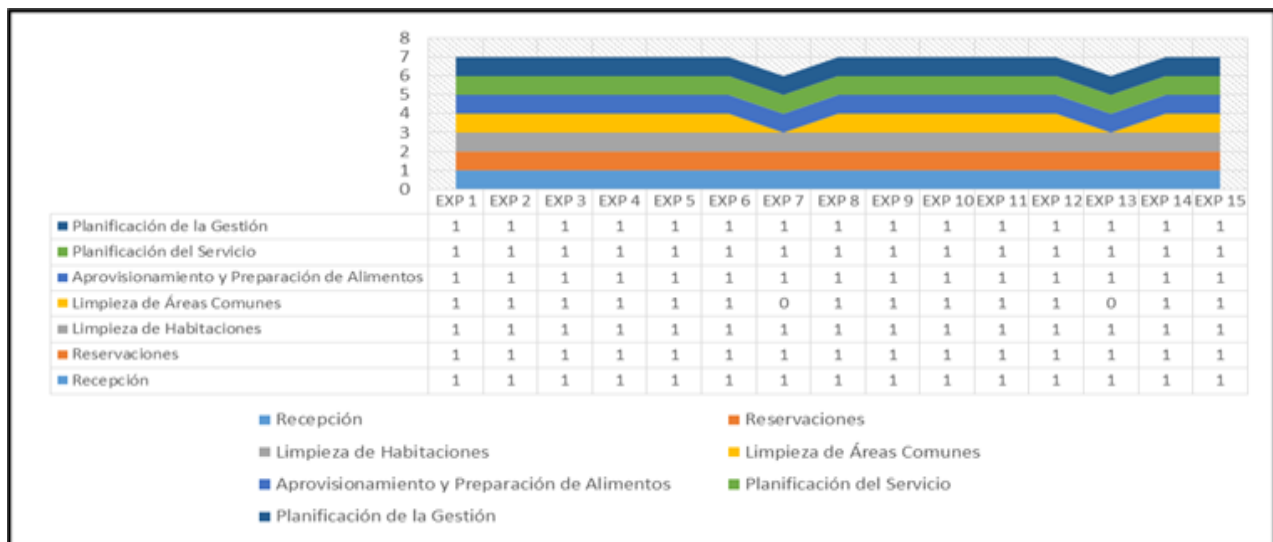 8
7
6
5
4
3
2
1
0
EXP 1 EXP 2 EXP 3 EXP 4 EXP 5 EXP 6 EXP 7 EXP 8 EXP 9 EXP 10 EXP 11 EXP 12 EXP 13 EXP 14 EXP 15
Planificación de la Gestión 1 1 1 1 1 1 1 1 1 1 1 1 1 1 1
Planificación del Servicio 1 1 1 1 1 1 1 1 1 1 1 1 1 1 1
Aprovisionamiento y Preparación de Alimentos 1 1 1 1 1 1 1 1 1 1 1 1 1 1 1
Limpieza de Áreas Comunes 1 1 1 1 1 1 0 1 1 1 1 1 0 1 1
Limpieza de Habitaciones 1 1 1 1 1 1 1 1 1 1 1 1 1 1 1
Reservaciones 1 1 1 1 1 1 1 1 1 1 1 1 1 1 1
Recepción 1 1 1 1 1 1 1 1 1 1 1 1 1 1 1
Recepción Reservaciones
Limpieza de Habitaciones Limpieza de Áreas Comunes
Aprovisionamiento y Preparación de Alimentos Planificación del Servicio
Planificación de la Gestión